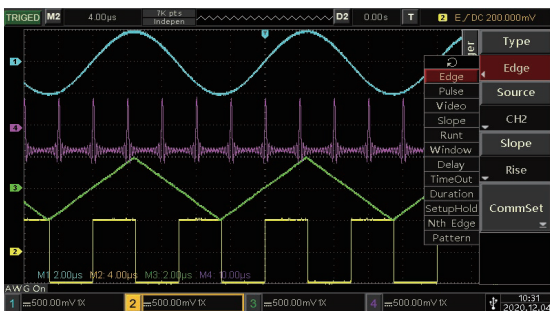 TRIGED M2 4.00μs 7K pts Indepen D2 0.00s T 2 E DC 200.000mV
Type
Edge
Source
CH2
Slope
Rise
CommSet
Edge
Pulse
Video
Slope
Runt
Window
Delay
TimeOut
Duration
SetupHold
Nth Edge
Pattern
1
4
3
2
M1 2.00μs M2: 4.00μs M3: 2.00μs M4: 10.00μs
AWG On
1 500.00mV 1X 2 500.00mV 1X 3 500.00mV 1X 4 500.00mV 1X
10:31
2020.12.04